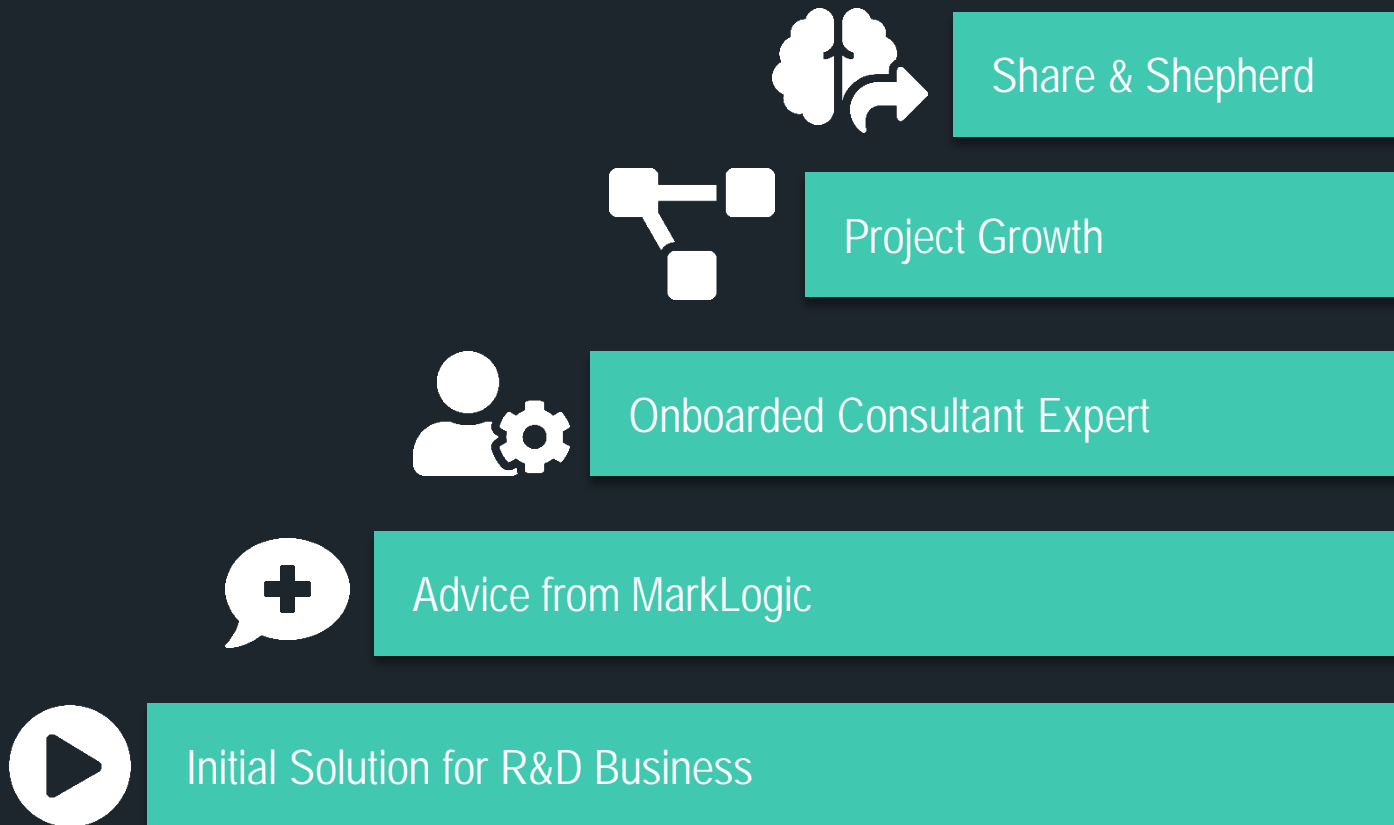 Share & Shepherd
Project Growth
Onboarded Consultant Expert
Advice from MarkLogic
Initial Solution for R&D Business